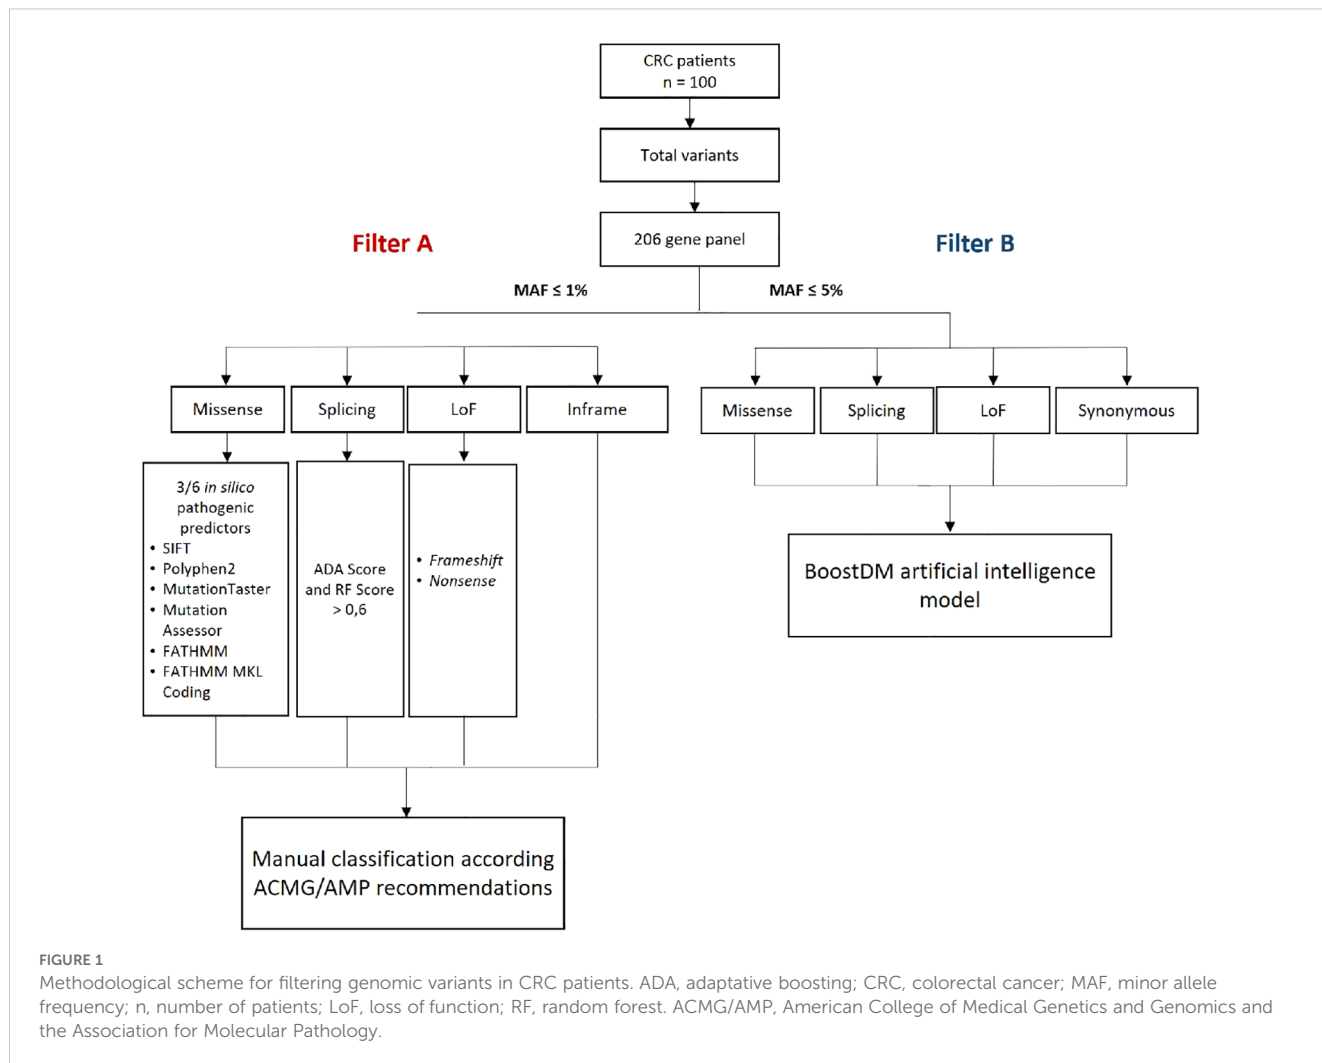 CRC patients
n = 100
Total variants
206 gene panel
Filter A
Filter B
MAF ≤ 1%
MAF ≤ 5%
Missense
Splicing
LoF
Inframe
Missense
Splicing
LoF
Synonymous
3/6 in silico
pathogenic
predictors
• SIFT
• Polyphen2
• MutationTaster
• Mutation
Assessor
• FATHMM
• FATHMM MKL
Coding
ADA Score
and RF Score
> 0,6
• Frameshift
• Nonsense
BoostDM artificial intelligence
model
Manual classification according
ACMG/AMP recommendations
FIGURE 1
Methodological scheme for filtering genomic variants in CRC patients. ADA, adaptative boosting; CRC, colorectal cancer; MAF, minor allele
frequency; n, number of patients; LoF, loss of function; RF, random forest. ACMG/AMP, American College of Medical Genetics and Genomics and
the Association for Molecular Pathology.